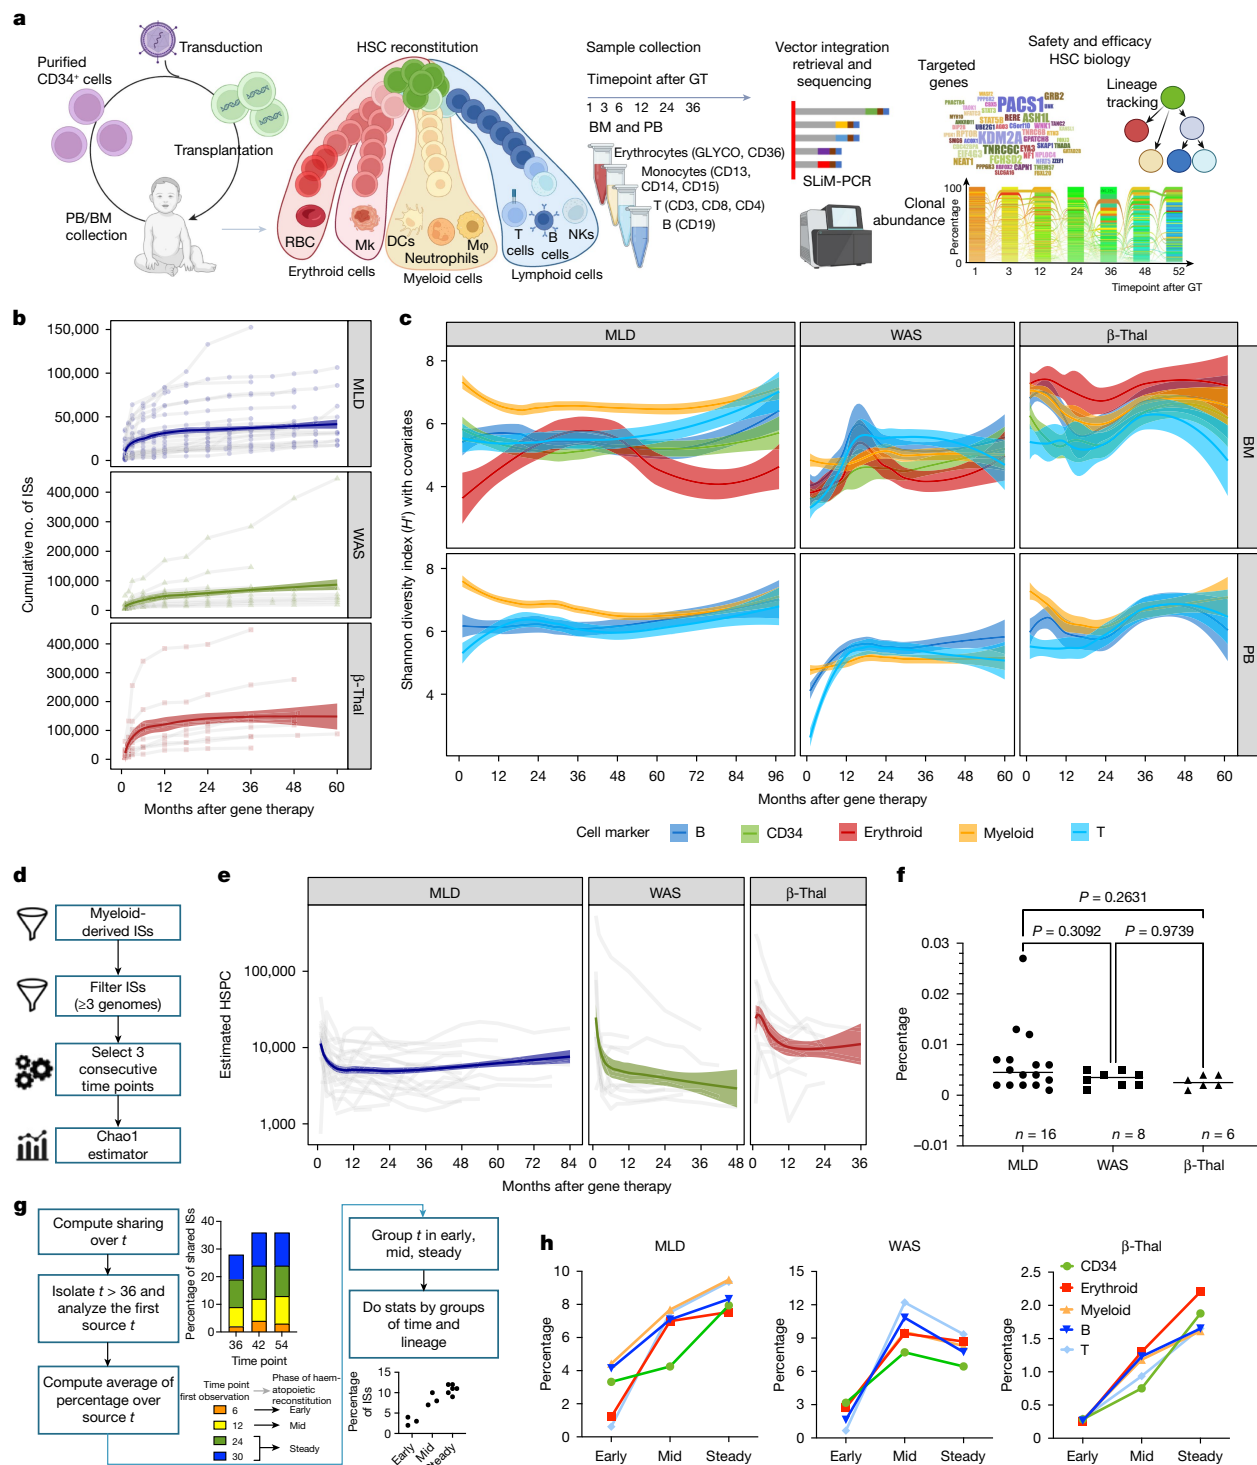 a
Transduction
Purified
CD34+ cells
Transplantation
PB/BM
collection
HSC reconstitution
RBC
Mk
DCs
Neutrophils
Mφ
T
cells
B
cells
NKs
Erythroid cells
Myeloid cells
Lymphoid cells
Sample collection
Timepoint after GT
1 3 6 12 24 36
BM and PB
Erythrocytes (GLYCO, CD36)
Monocytes (CD13,
CD14, CD15)
T (CD3, CD8, CD4)
B (CD19)
Vector integration
retrieval and
sequencing
SLiM-PCR
Safety and efficacy
HSC biology
Targeted
genes
PACS1
GRB2
STAT5B
RERE
ASH1L
KDM2A
TNRC6C
EYA3
FCHSD2
NEAT1
NF1
CAPN1
Lineage
tracking
Clonal
abundance
Percentage
100
0
1 3 12 24 36 48 52
Timepoint after GT
b
Cumulative no. of ISs
150,000
100,000
50,000
0
MLD
400,000
300,000
200,000
100,000
0
WAS
400,000
300,000
200,000
100,000
0
β-Thal
0 12 24 36 48 60
Months after gene therapy
c
MLD
WAS
β-Thal
Shannon diversity index (H′) with covariates
8
6
4
BM
8
6
4
PB
0 12 24 36 48 60 72 84 96
0 12 24 36 48 60
0 12 24 36 48 60
Months after gene therapy
Cell marker
B
CD34
Erythroid
Myeloid
T
d
Myeloid-
derived ISs
Filter ISs
(≥3 genomes)
Select 3
consecutive
time points
Chao1
estimator
e
MLD
WAS
β-Thal
Estimated HSPC
100,000
10,000
1,000
0 12 24 36 48 60 72 84
0 12 24 36 48
0 12 24 36
Months after gene therapy
f
P = 0.2631
P = 0.3092
P = 0.9739
Percentage
0.03
0.02
0.01
0
−0.01
n = 16
n = 8
n = 6
MLD
WAS
β-Thal
g
Compute sharing
over t
Isolate t > 36 and
analyze the first
source t
Compute average of
percentage over
source t
Percentage of shared ISs
40
30
20
10
0
36 42 54
Time point
Time point
first observation
Phase of haem-
atopoietic
reconstitution
6
Early
12
Mid
24
Steady
30
Group t in early,
mid, steady
Do stats by groups
of time and
lineage
Percentage
of ISs
15
10
5
0
Early
Mid
Steady
h
MLD
Percentage
10
8
6
4
2
0
Early Mid Steady
WAS
Percentage
15
12
9
6
3
0
Early Mid Steady
β-Thal
Percentage
2.5
2.0
1.5
1.0
0.5
0
Early Mid Steady
CD34
Erythroid
Myeloid
B
T